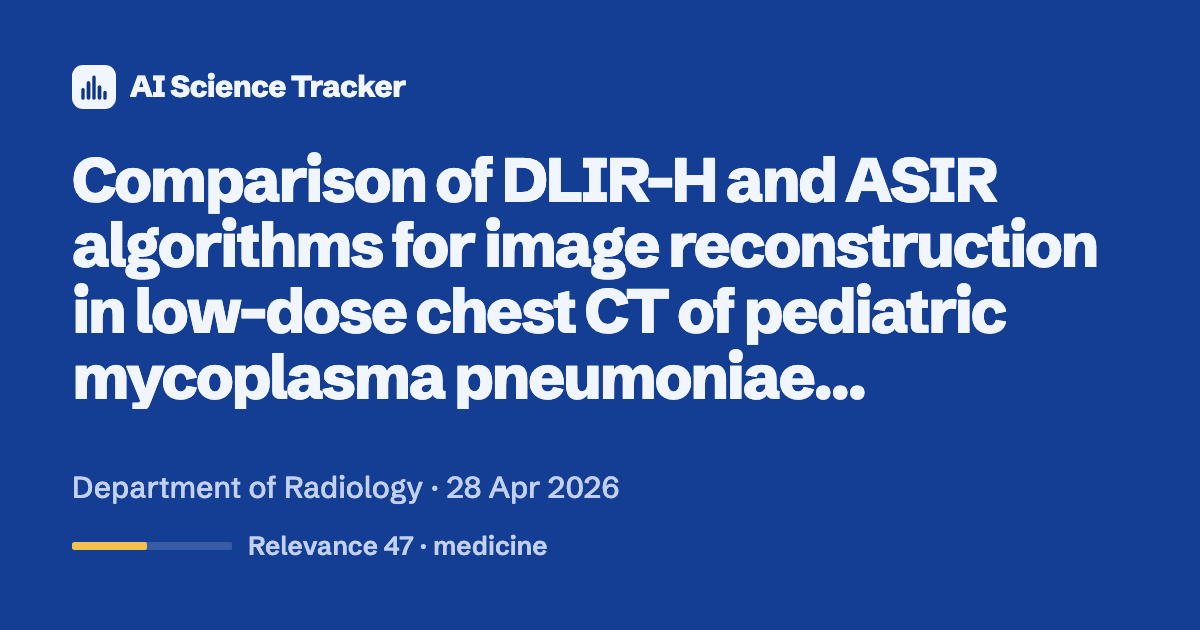 AI Science Tracker
Comparison of DLIR-H and ASIR
algorithms for image reconstruction
in low-dose chest CT of pediatric
mycoplasma pneumoniae...
Department of Radiology · 28 Apr 2026
Relevance 47 · medicine